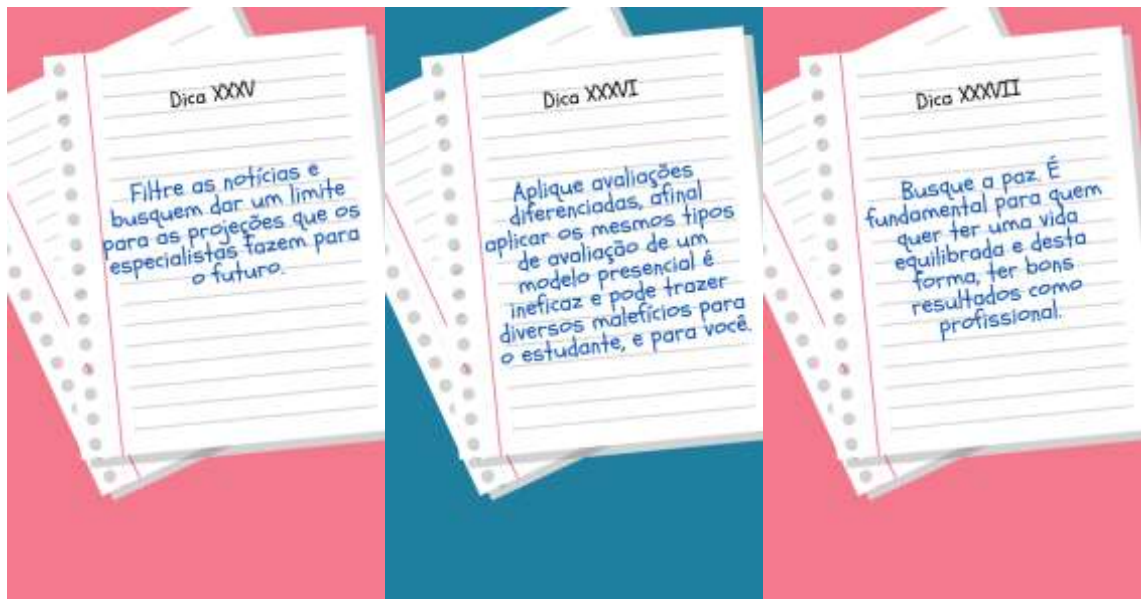 Dica XXXV
Filtre as notícias e
busquem dar um limite
para as projeções que os
especialistas fazem para
o futuro.
Dica XXXVI
Aplique avaliações
diferenciadas, afinal
aplicar os mesmos tipos
de avaliação de um
modelo presencial é
ineficaz e pode trazer
diversos malefícios para
o estudante, e para você.
Dica XXXVII
Busque a paz. É
fundamental para quem
quer ter uma vida
equilibrada e desta
forma, ter bons
resultados como
profissional.